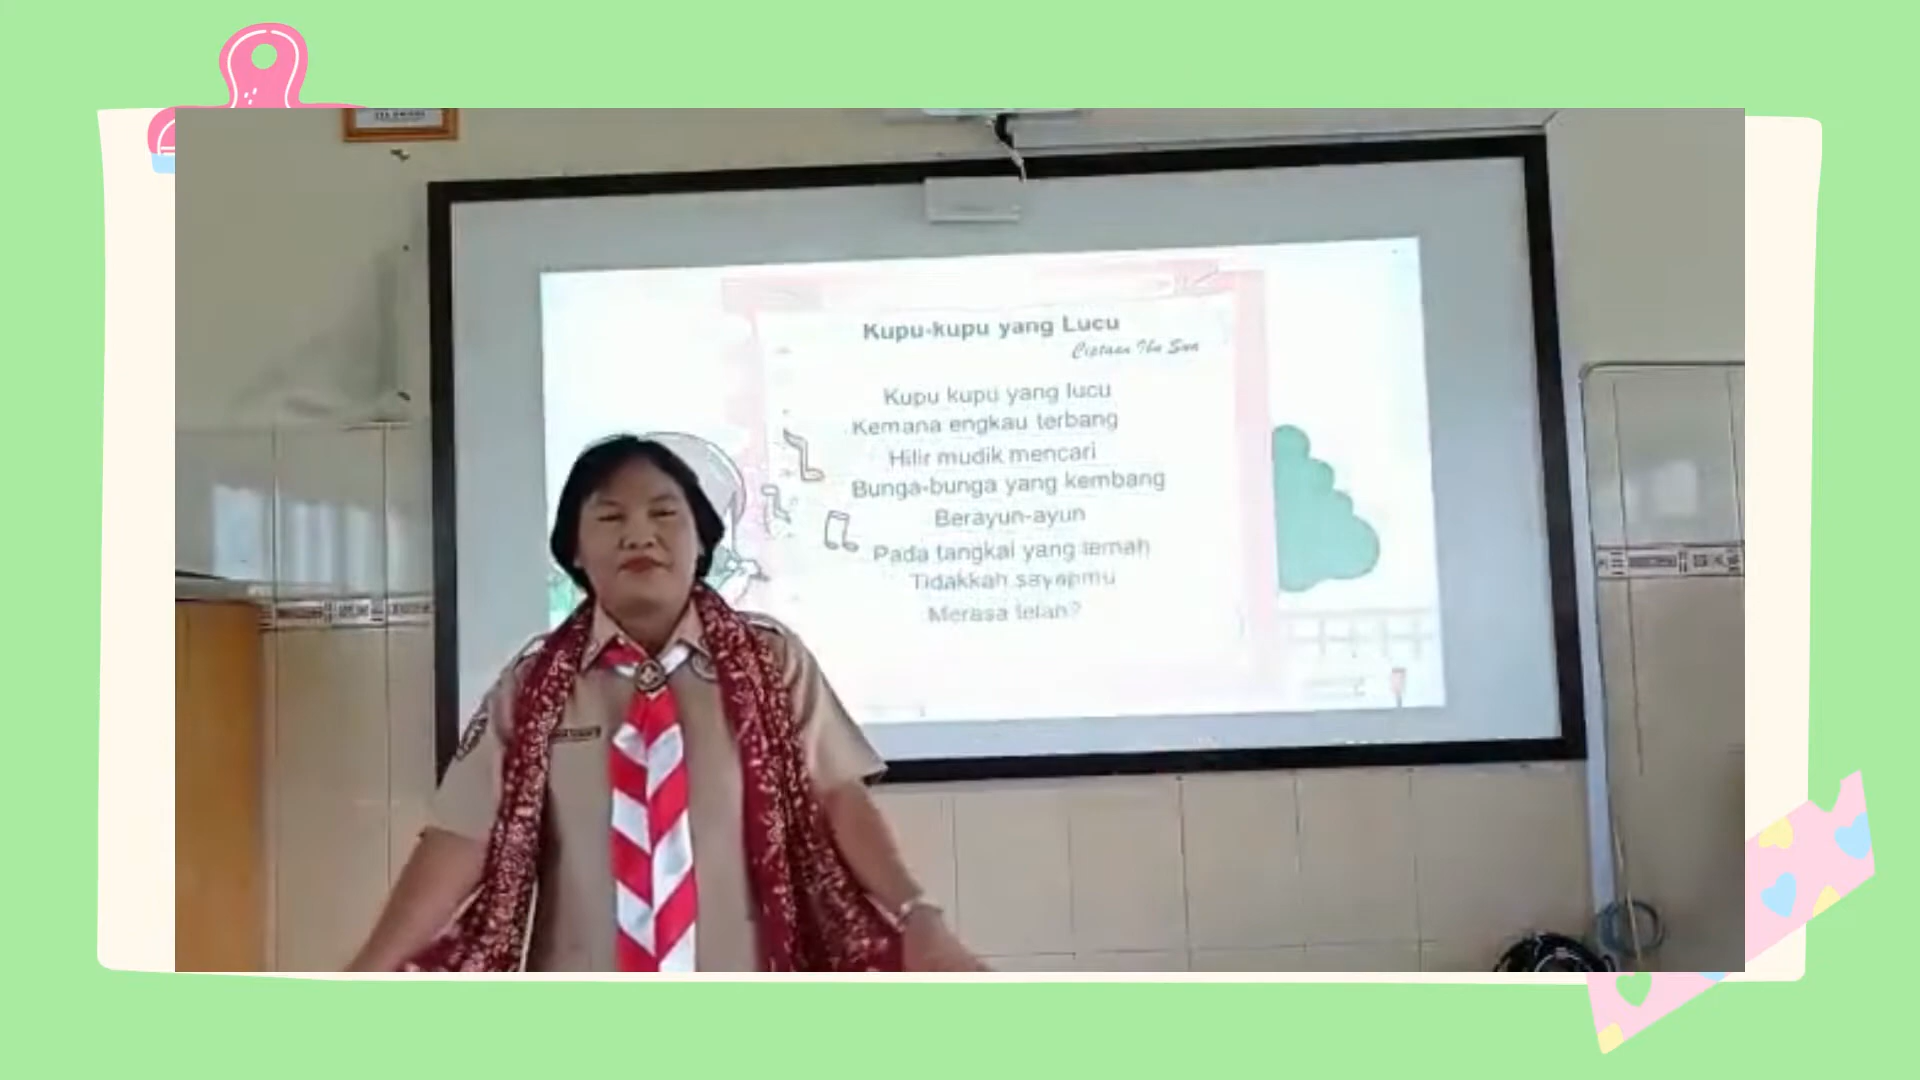 Kupu-kupu yang Lucu
Ciptaan Ibu Sun
Kupu kupu yang lucu
Kemana engkau terbang
Hilir mudik mencari
Bunga-bunga yang kembang
Berayun-ayun
Pada tangkai yang lemah
Tidakkah sayapmu
Merasa lelah?